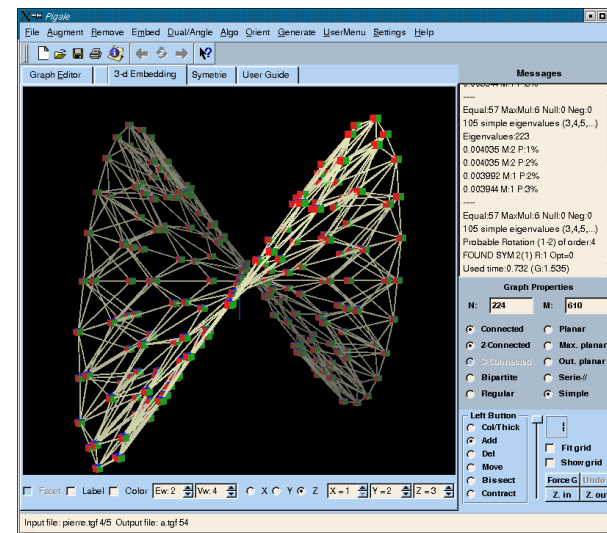 Pigale
File Augment Remove Embed Dual/Angle Algo Orient Generate UserMenu Settings Help
Graph Editor 3-d Embedding Symetrie User Guide
Messages
----
Equal:57 MaxMul:6 Null:0 Neg:0
105 simple eigenvalues (3,4,5,...)
Eigenvalues:223
0.004035 M:2 P:1%
0.004035 M:2 P:2%
0.003992 M:1 P:2%
0.003944 M:1 P:3%
----
Equal:57 MaxMul:6 Null:0 Neg:0
105 simple eigenvalues (3,4,5,...)
Probable Rotation (1-2) of order:4
FOUND SYM 2(1) R:1 Opt=0
Used time:0.732 (G:1.535)
Graph Properties
N: 224 M: 610
Connected Planar
2-Connected Max. planar
3-Connected Out. planar
Bipartite Serie-//
Regular Simple
Left Button
Col/Thick
Add
Del
Move
Bissect
Contract
1
Fit grid
Show grid
Force G Undo
Z. in Z. ou
Facet Label Color Ew: 2 Vw: 4 X Y Z X = 1 Y = 2 Z = 3
Input file: pierre.tgf 4/5 Output file: a.tgf 54